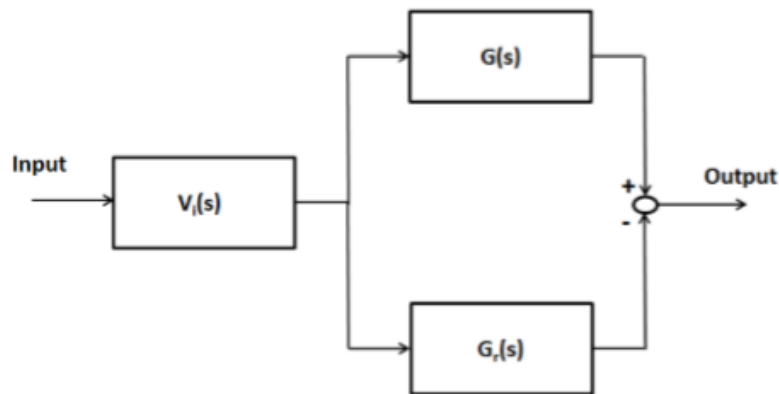 G(s)
Input
Vᵢ(s)
+
Output
-
Gᵣ(s)